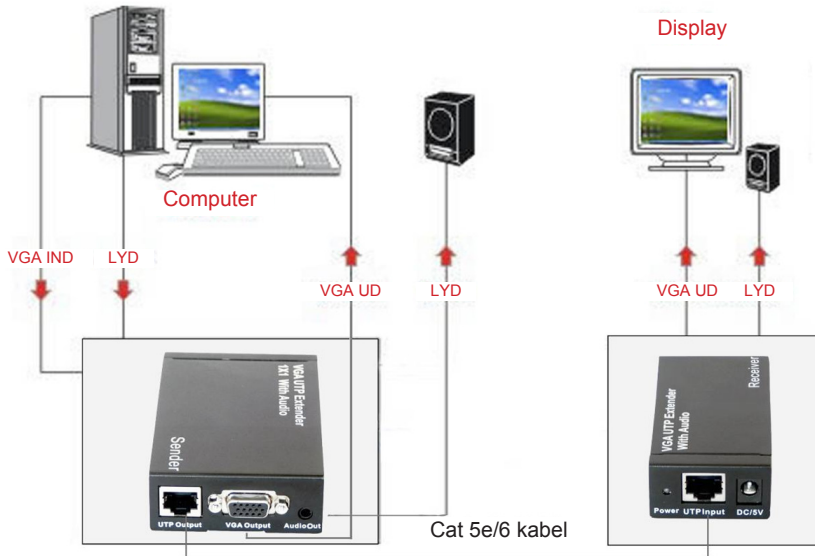 Display
Computer
VGA IND
LYD
VGA UD
LYD
VGA UD
LYD
VGA UTP Extender
1X1 With Audio
Sender
UTP Output
VGA Output
AudioOut
Cat 5e/6 kabel
Receiver
VGA UTP Extender
With Audio
Power
UTP Input
DC/5V